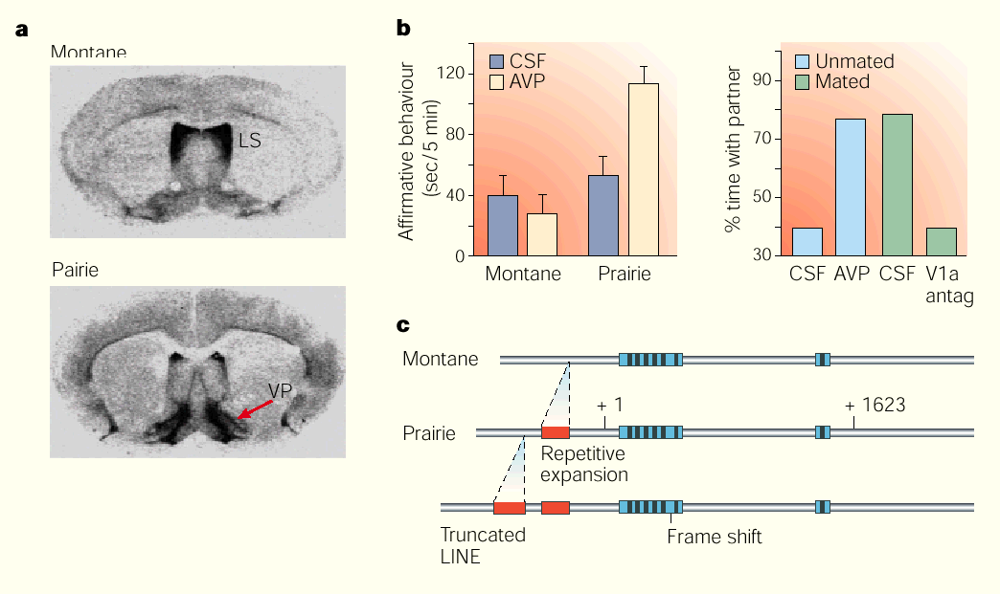 a
Montane
LS
Pairie
VP
b
Affirmative behaviour
(sec/5 min)
120
80
40
0
CSF
AVP
Montane
Prairie
% time with partner
90
70
50
30
Unmated
Mated
CSF
AVP
CSF
V1a
antag
c
Montane
Prairie
+ 1
+ 1623
Repetitive
expansion
Truncated
LINE
Frame shift